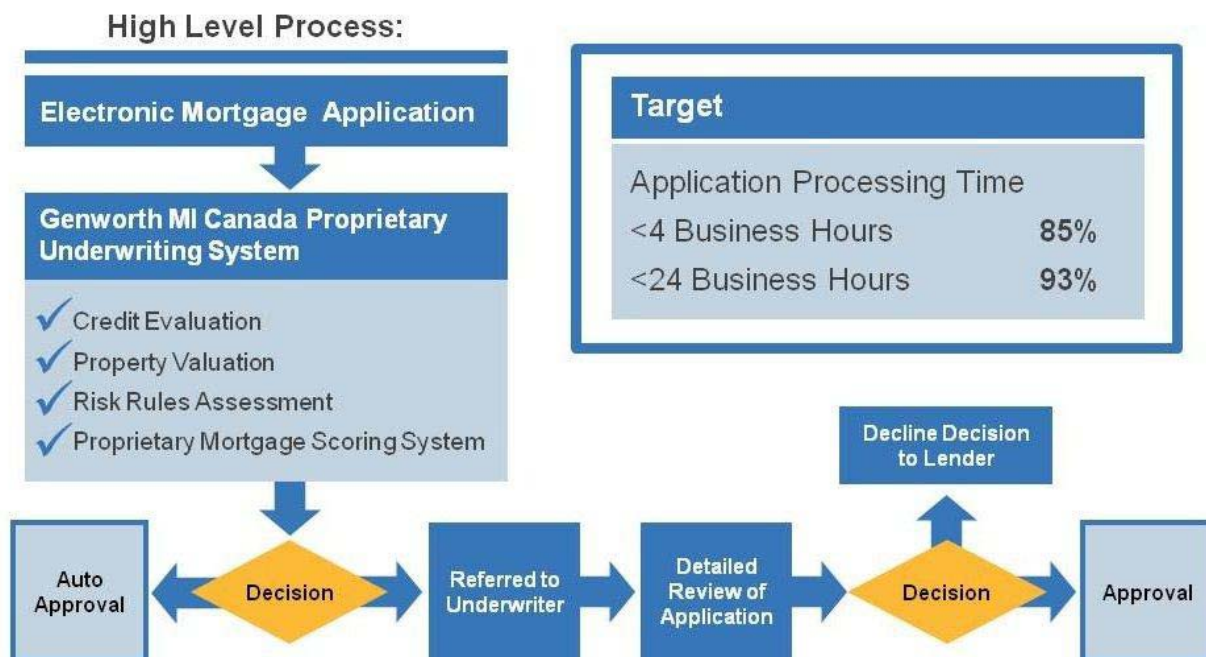 High Level Process:
Electronic Mortgage Application
Genworth MI Canada Proprietary
Underwriting System
Credit Evaluation
Property Valuation
Risk Rules Assessment
Proprietary Mortgage Scoring System
Target
Application Processing Time
<4 Business Hours 85%
<24 Business Hours 93%
Decline Decision
to Lender
Auto
Approval
Decision
Referred to
Underwriter
Detailed
Review of
Application
Decision
Approval